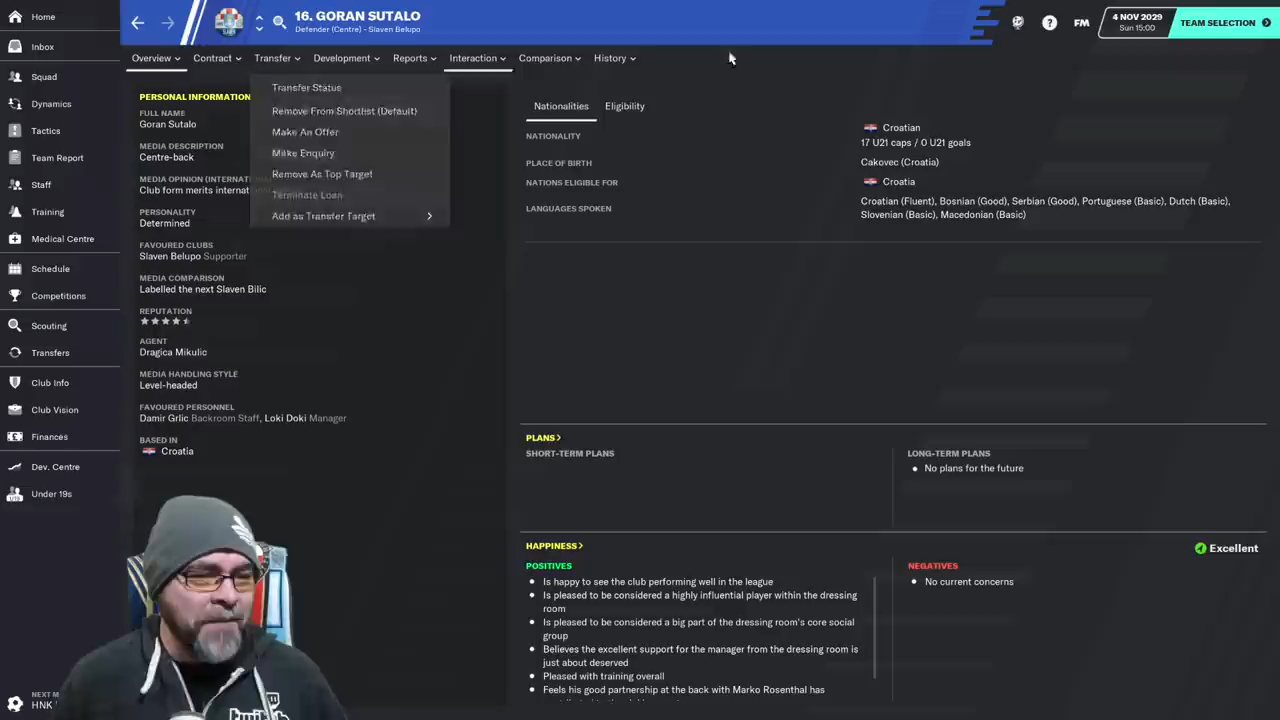 16. GORAN SUTALO
Defender (Centre) - Slaven Belupo
FM
4 NOV 2029
Sun 15:00
TEAM SELECTION
Home
Inbox
Squad
Dynamics
Tactics
Team Report
Staff
Training
Medical Centre
Schedule
Competitions
Scouting
Transfers
Club Info
Club Vision
Finances
Dev. Centre
Under 19s
NEXT M
HNK
Overview
Contract
Transfer
Development
Reports
Interaction
Comparison
History
Transfer Status
Remove From Shortlist (Default)
Make An Offer
Make Enquiry
Remove As Top Target
Terminate Loan
Add as Transfer Target
PERSONAL INFORMATION
FULL NAME
Goran Sutalo
MEDIA DESCRIPTION
Centre-back
MEDIA OPINION (INTERNAT
Club form merits internat
PERSONALITY
Determined
FAVOURED CLUBS
Slaven Belupo Supporter
MEDIA COMPARISON
Labelled the next Slaven Bilic
REPUTATION
AGENT
Dragica Mikulic
MEDIA HANDLING STYLE
Level-headed
FAVOURED PERSONNEL
Damir Grlic Backroom Staff, Loki Doki Manager
BASED IN
Croatia
Nationalities
Eligibility
NATIONALITY
Croatian
17 U21 caps / 0 U21 goals
PLACE OF BIRTH
Cakovec (Croatia)
NATIONS ELIGIBLE FOR
Croatia
LANGUAGES SPOKEN
Croatian (Fluent), Bosnian (Good), Serbian (Good), Portuguese (Basic), Dutch (Basic),
Slovenian (Basic), Macedonian (Basic)
PLANS >
SHORT-TERM PLANS
LONG-TERM PLANS
• No plans for the future
HAPPINESS >
Excellent
POSITIVES
• Is happy to see the club performing well in the league
• Is pleased to be considered a highly influential player within the dressing
room
• Is pleased to be considered a big part of the dressing room's core social
group
• Believes the excellent support for the manager from the dressing room is
just about deserved
• Pleased with training overall
• Feels his good partnership at the back with Marko Rosenthal has
NEGATIVES
• No current concerns